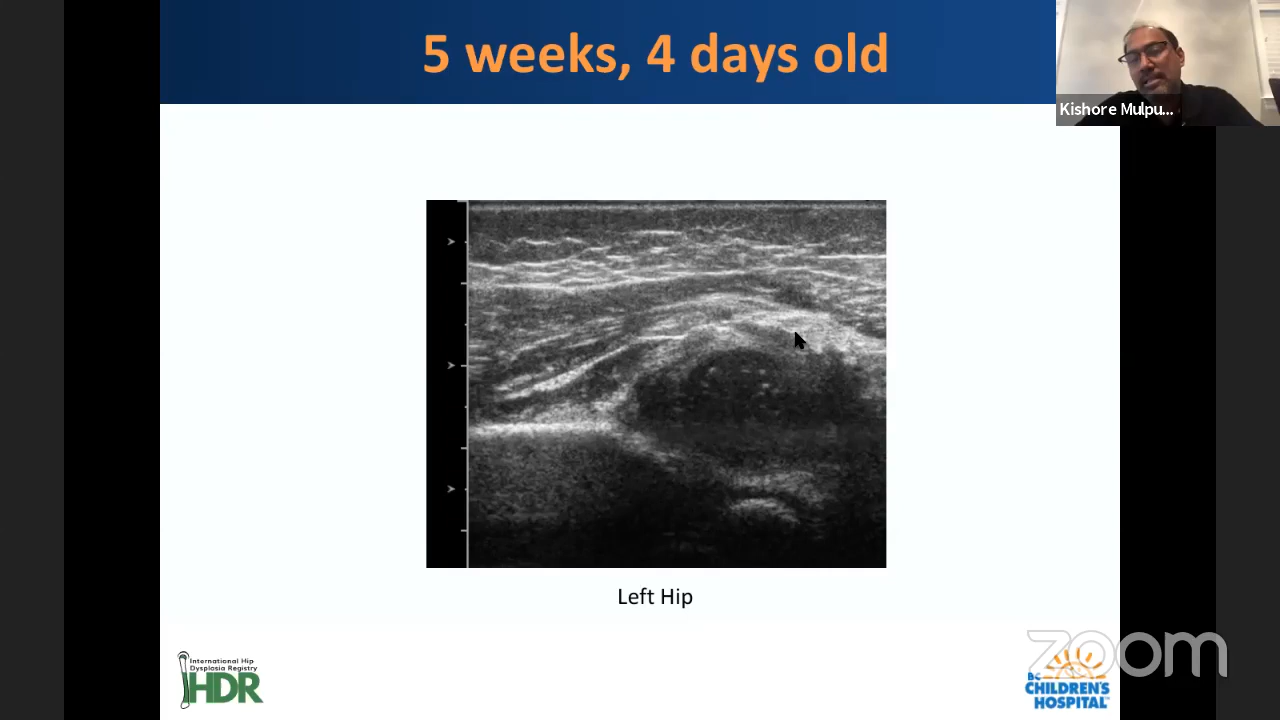 5 weeks, 4 days old
Kishore Mulpu...
Left Hip
International Hip
Dysplasia Registry
IHDR
zoom
BC
CHILDREN'S
HOSPITAL